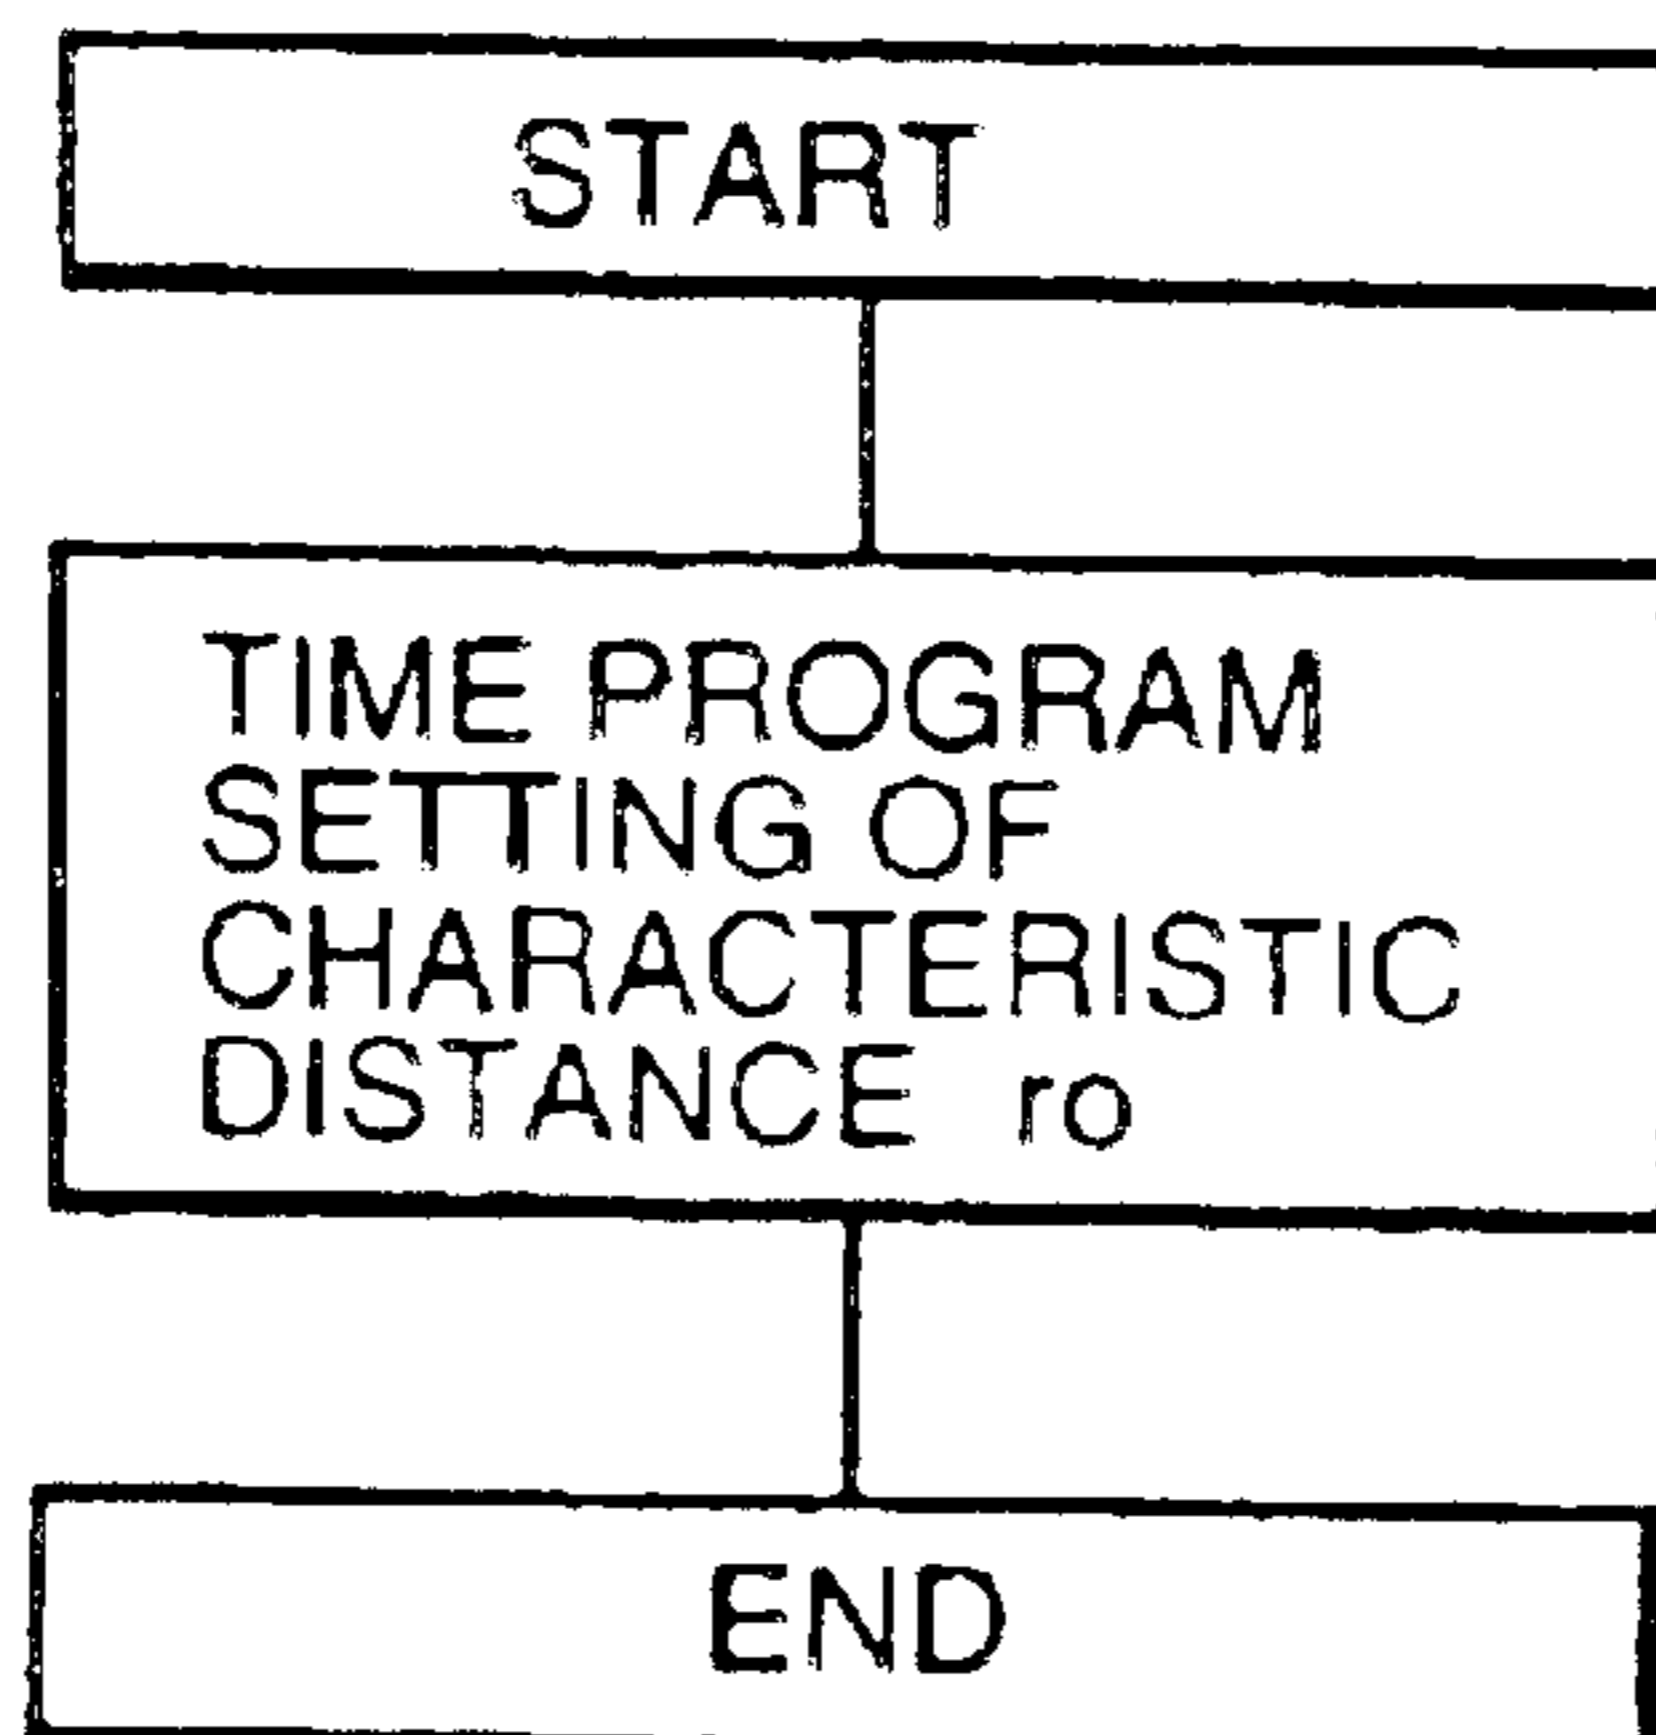 START
TIME PROGRAM
SETTING OF
CHARACTERISTIC
DISTANCE ro
END